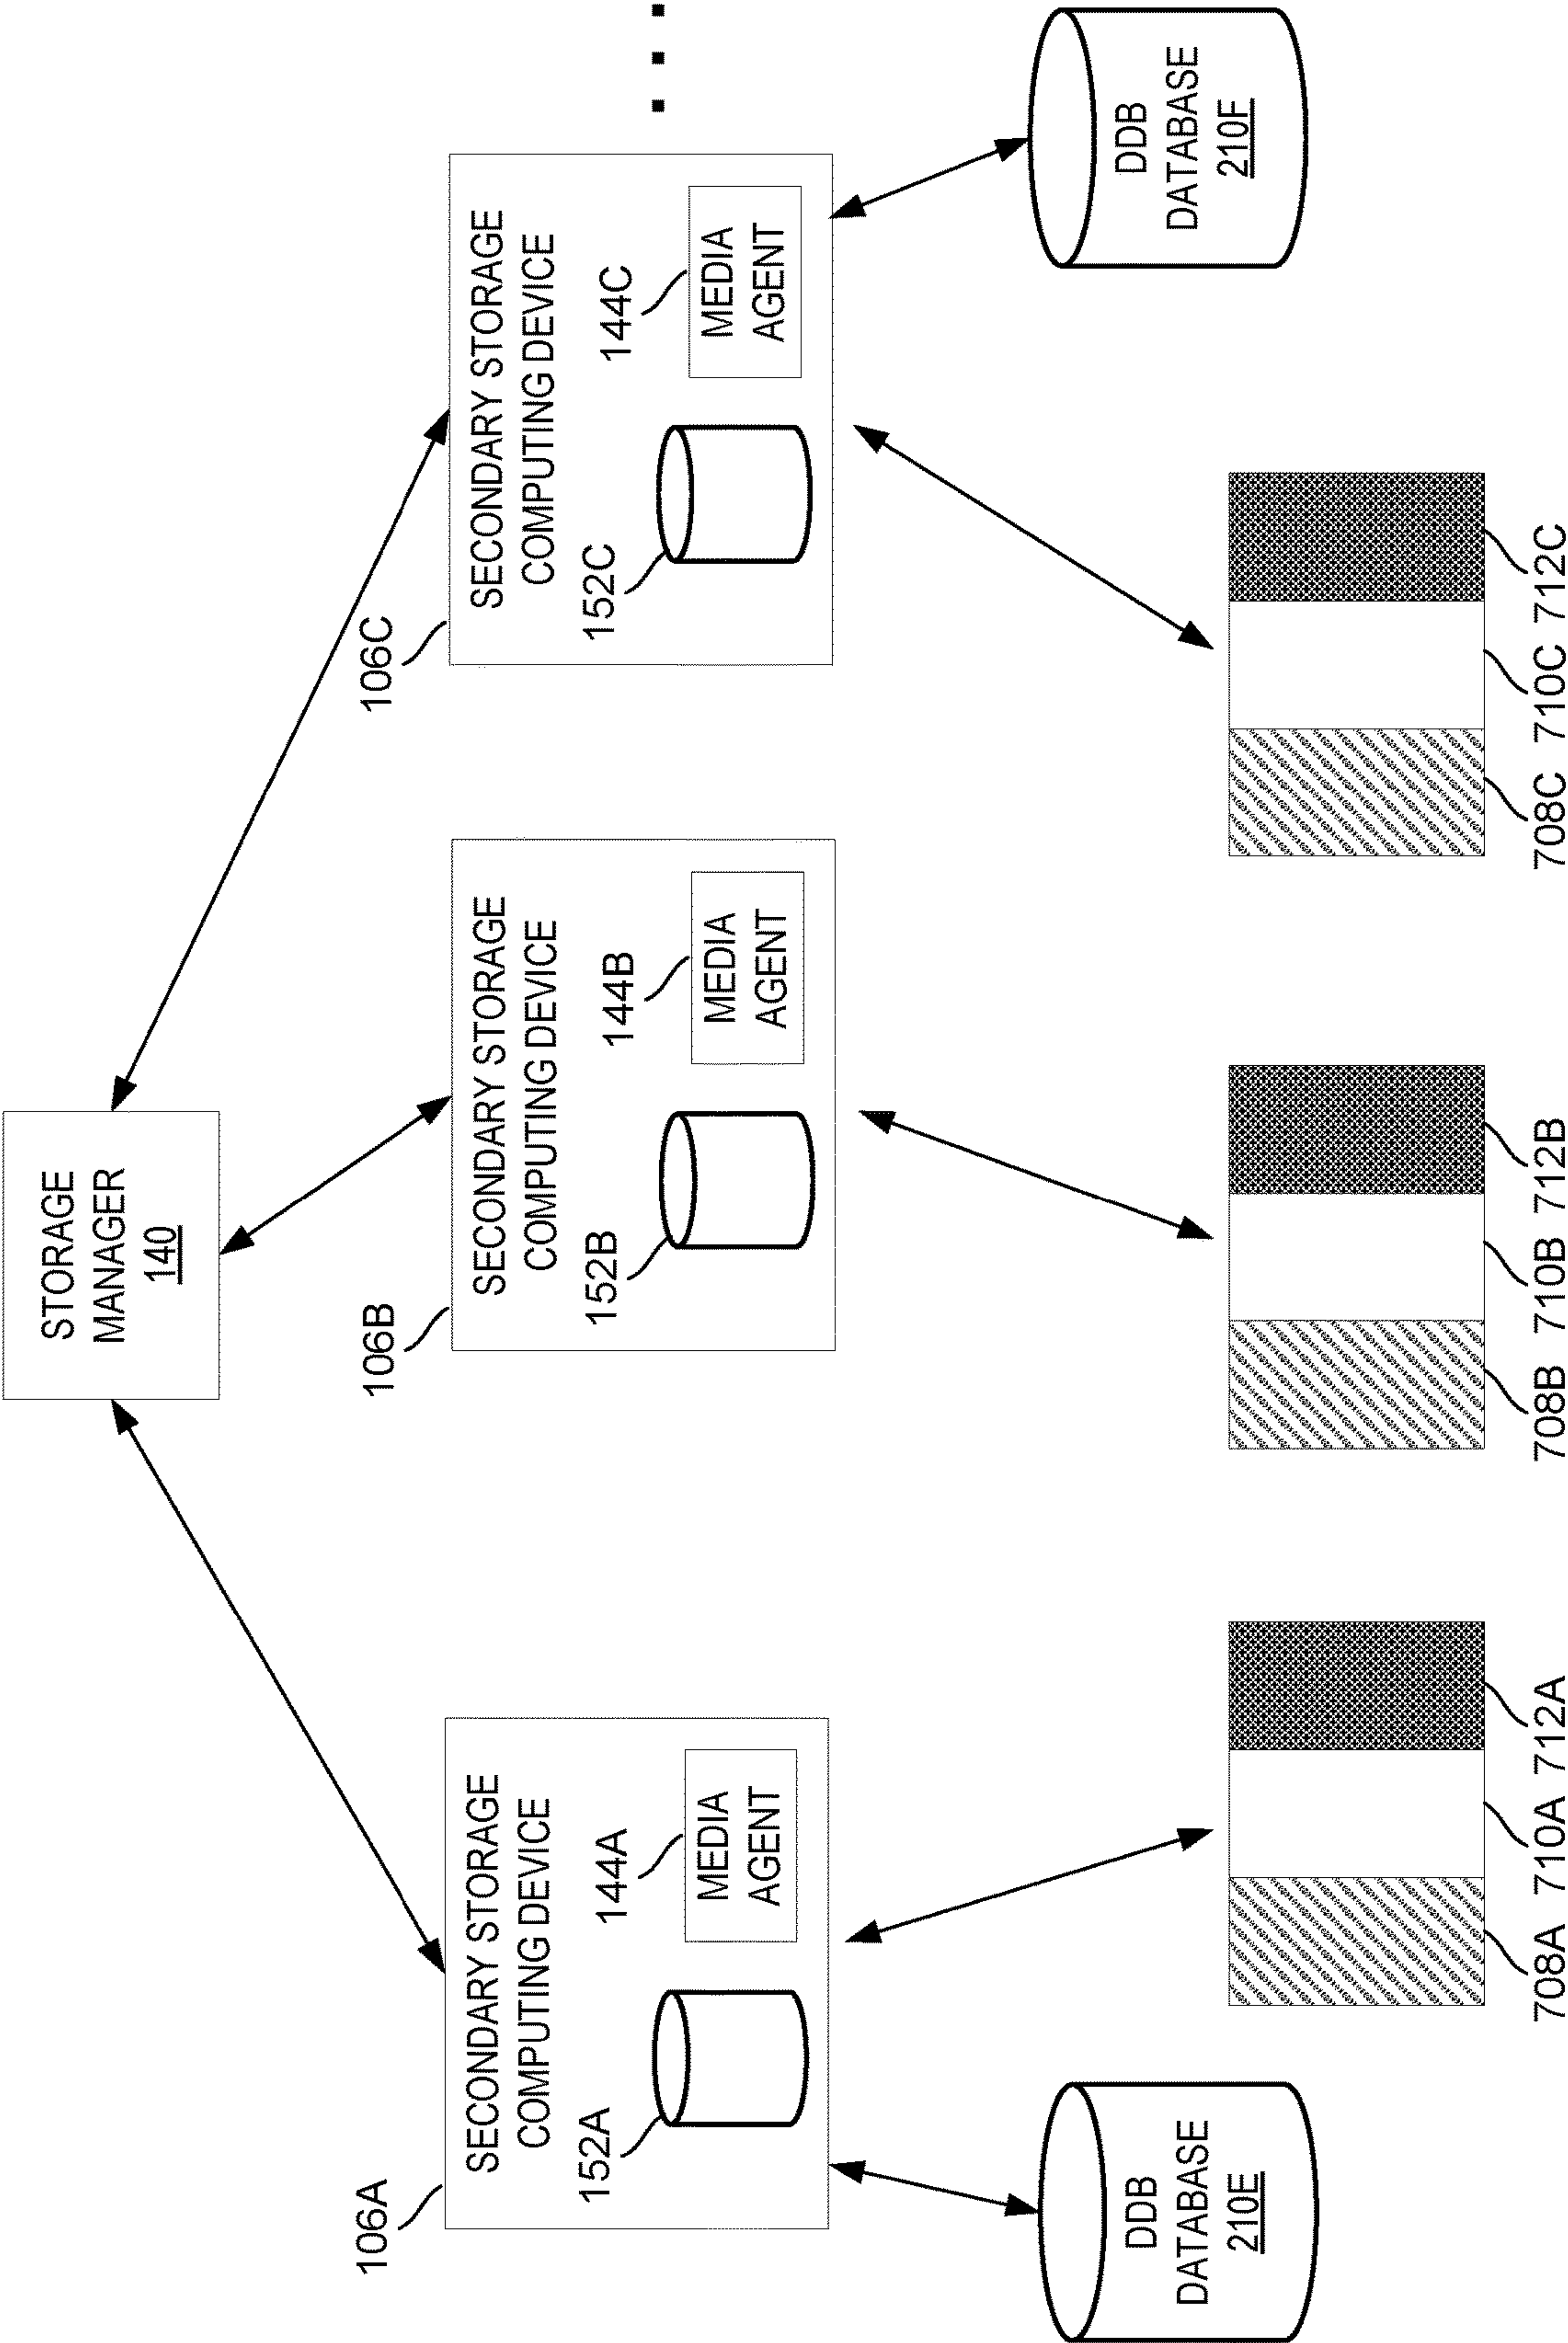 STORAGE
MANAGER
140
106A
SECONDARY STORAGE
COMPUTING DEVICE
152A
144A
MEDIA
AGENT
106B
SECONDARY STORAGE
COMPUTING DEVICE
152B
144B
MEDIA
AGENT
106C
SECONDARY STORAGE
COMPUTING DEVICE
152C
144C
MEDIA
AGENT
DDB
DATABASE
210E
DDB
DATABASE
210F
708A 710A 712A
708B 710B 712B
708C 710C 712C